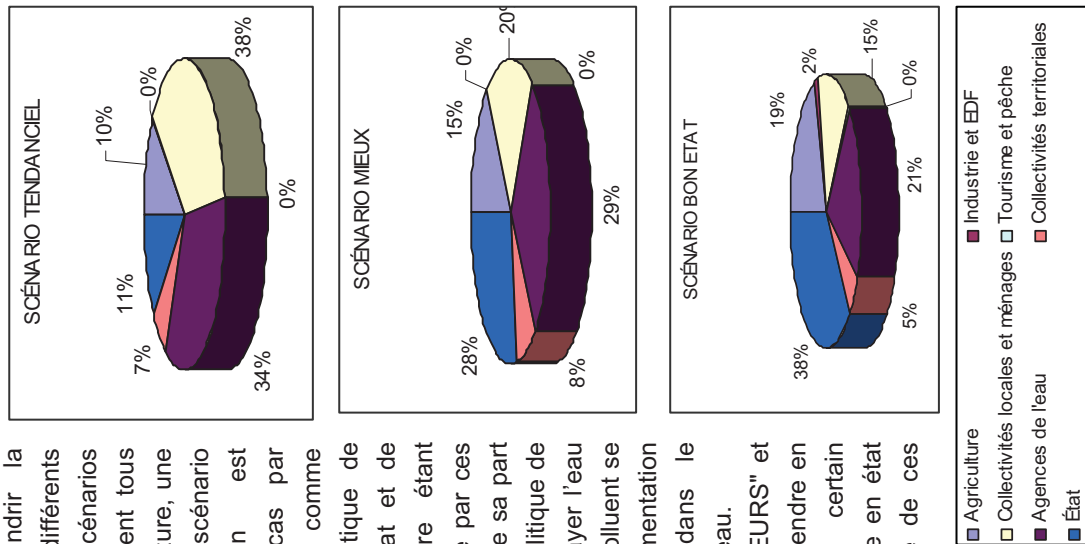 ndrir la
différents
cénarios
ent tous
ture, une
scénario
n est
cas par
comme
tique de
at et de
re étant
e par ces
e sa part
litique de
ayer l'eau
olluent se
mentation
dans le
eau.
EURS" et
endre en
certain
e en état
e de ces
SCÉNARIO TENDANCIEL
10%
0%
38%
11%
7%
34%
0%
SCÉNARIO MIEUX
15%
0%
20%
28%
8%
29%
0%
SCÉNARIO BON ETAT
19%
2%
15%
38%
5%
21%
0%
Agriculture
Industrie et EDF
Collectivités locales et ménages
Tourisme et pêche
Agences de l'eau
Collectivités territoriales
État